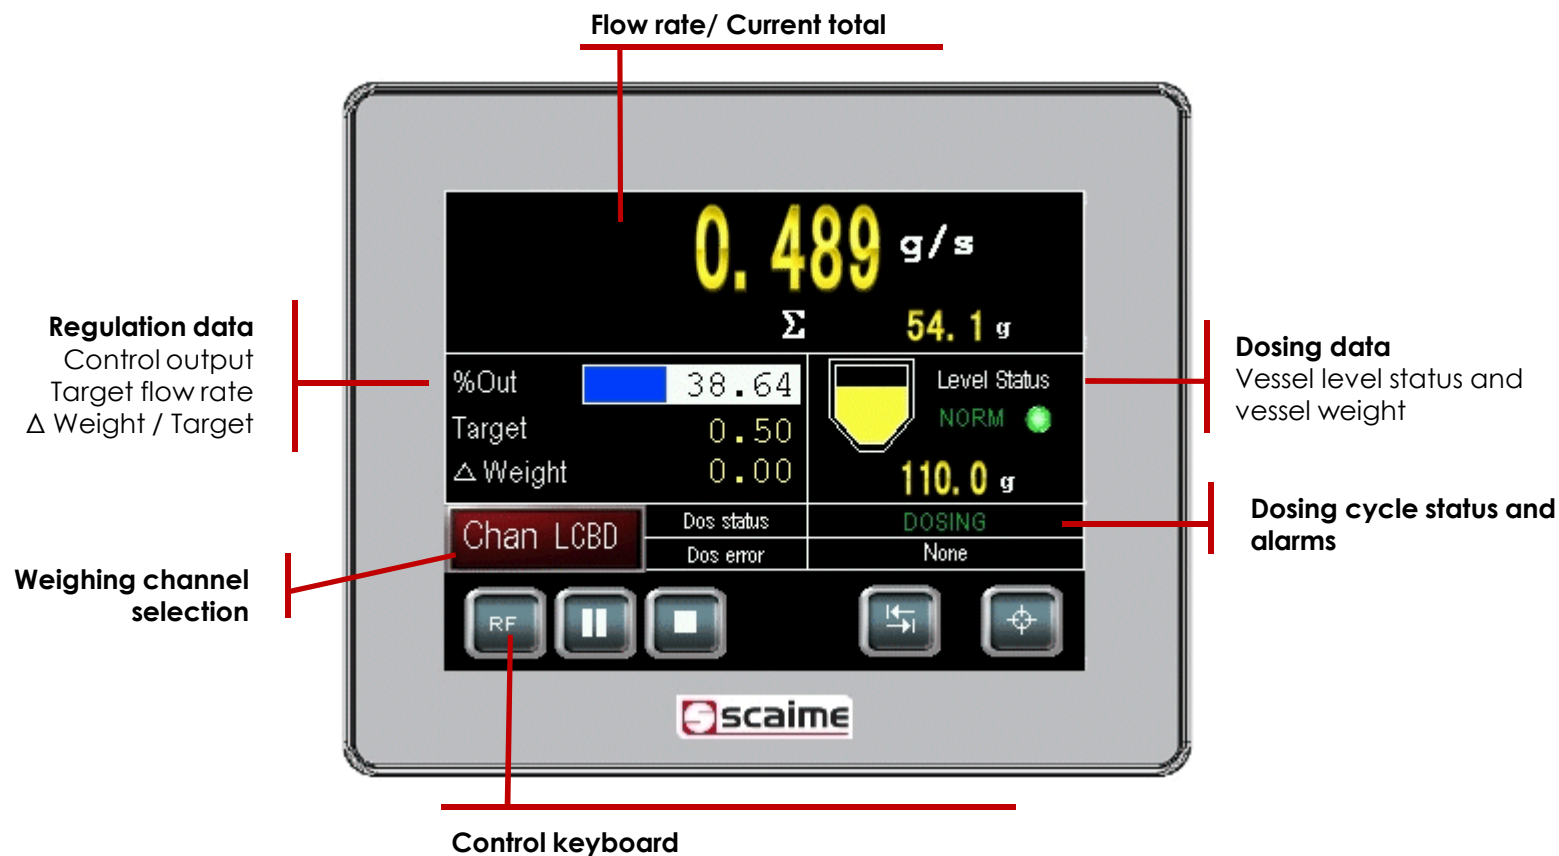 Flow rate/ Current total
0.489 g/s
Σ 54.1 g
Regulation data
Control output
Target flow rate
Δ Weight / Target
%Out 38.64
Target 0.50
Δ Weight 0.00
Level Status
NORM
110.0 g
Dosing data
Vessel level status and
vessel weight
Chan LCBD
Dos status DOSING
Dos error None
Dosing cycle status and
alarms
Weighing channel
selection
RF
scaime
Control keyboard